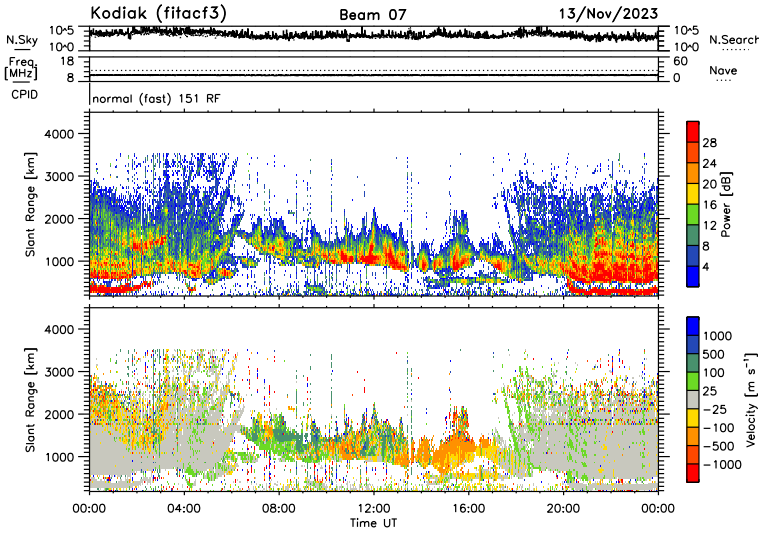 Kodiak (fitacf3) Beam 07 13/Nov/2023
N.Sky 10^5 10^0 10^5 10^0 N.Search
Freq. [MHz] 18 8 60 0 Nave
CPID normal (fast) 151 RF
Slant Range [km] 4000 3000 2000 1000
Power [dB] 28 24 20 16 12 8 4
Slant Range [km] 4000 3000 2000 1000
Velocity [m s⁻¹] 1000 500 100 25 −25 −100 −500 −1000
00:00 04:00 08:00 12:00 16:00 20:00 00:00
Time UT